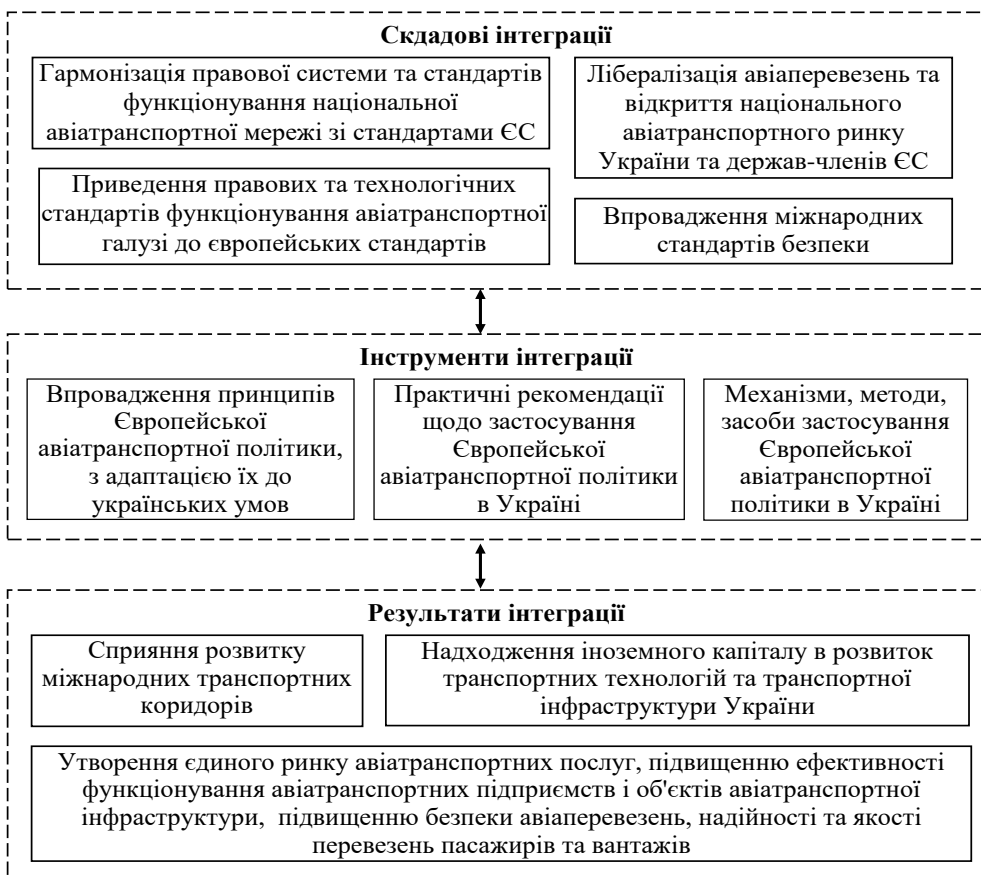 Скдадові інтеграції
Гармонізація правової системи та стандартів
функціонування національної
авіатранспортної мережі зі стандартами ЄС
Приведення правових та технологічних
стандартів функціонування авіатранспортної
галузі до європейських стандартів
Лібералізація авіаперевезень та
відкриття національного
авіатранспортного ринку
України та держав-членів ЄС
Впровадження міжнародних
стандартів безпеки
Інструменти інтеграції
Впровадження принципів
Європейської
авіатранспортної політики,
з адаптацією їх до
українських умов
Практичні рекомендації
щодо застосування
Європейської
авіатранспортної політики
в Україні
Механізми, методи,
засоби застосування
Європейської
авіатранспортної
політики в Україні
Результати інтеграції
Сприяння розвитку
міжнародних транспортних
коридорів
Надходження іноземного капіталу в розвиток
транспортних технологій та транспортної
інфраструктури України
Утворення єдиного ринку авіатранспортних послуг, підвищенню ефективності
функціонування авіатранспортних підприємств і об'єктів авіатранспортної
інфраструктури, підвищенню безпеки авіаперевезень, надійності та якості
перевезень пасажирів та вантажів